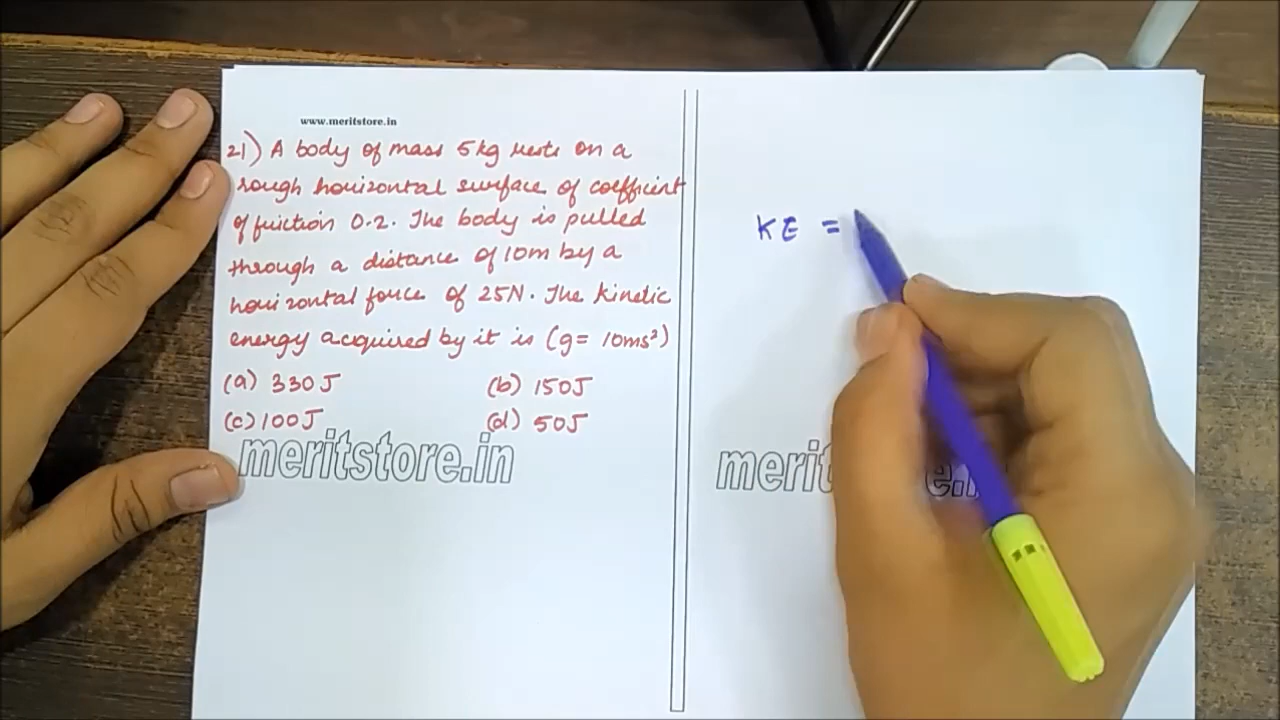 www.meritstore.in
21) A body of mass 5kg rests on a
rough horizontal surface of coefficient
of friction 0.2. The body is pulled
through a distance of 10m by a
horizontal force of 25N. The kinetic
energy acquired by it is (g= 10ms²)
(a) 330J (b) 150J
(c) 100J (d) 50J
meritstore.in
KE =